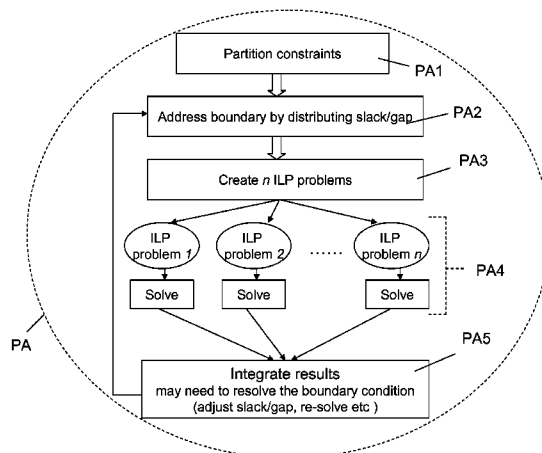 Partition constraints
PA1
Address boundary by distributing slack/gap
PA2
PA3
Create n ILP problems
ILP
problem 1
ILP
problem 2
......
ILP
problem n
PA4
Solve
Solve
Solve
PA
PA5
Integrate results
may need to resolve the boundary condition
(adjust slack/gap, re-solve etc )